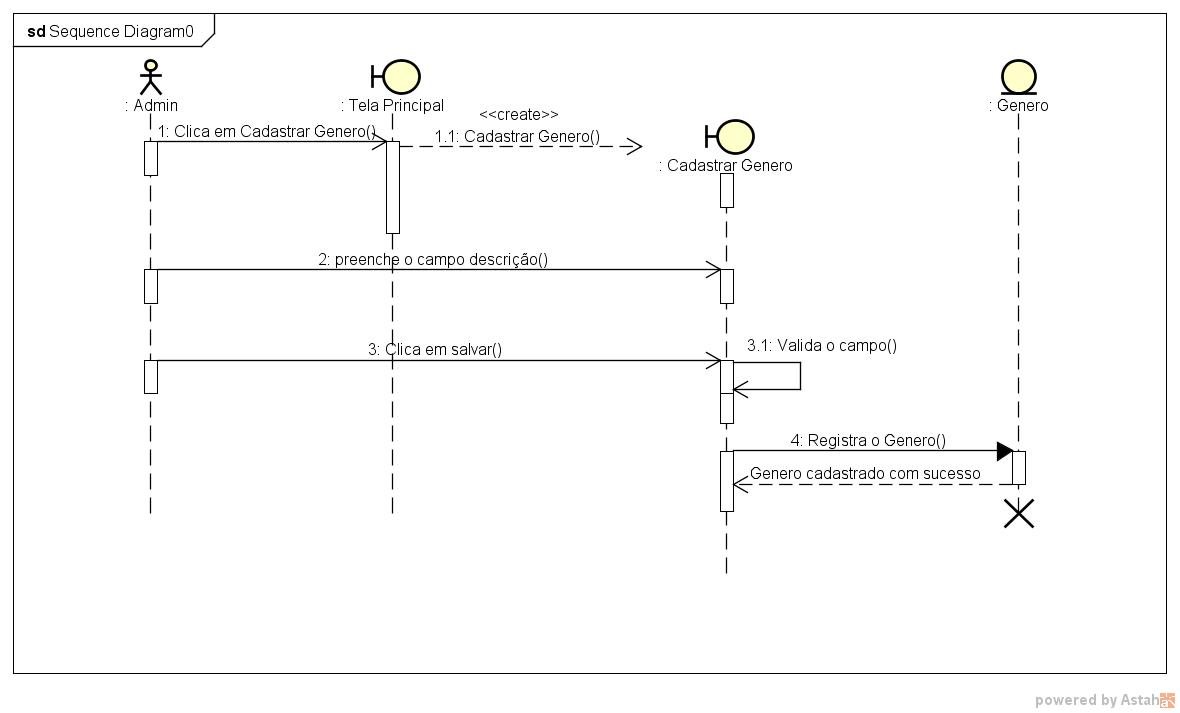 sd Sequence Diagram0
: Admin
: Tela Principal
: Genero
<<create>>
1: Clica em Cadastrar Genero()
1.1: Cadastrar Genero()
: Cadastrar Genero
2: preenche o campo descrição()
3: Clica em salvar()
3.1: Valida o campo()
4: Registra o Genero()
Genero cadastrado com sucesso
powered by Astah